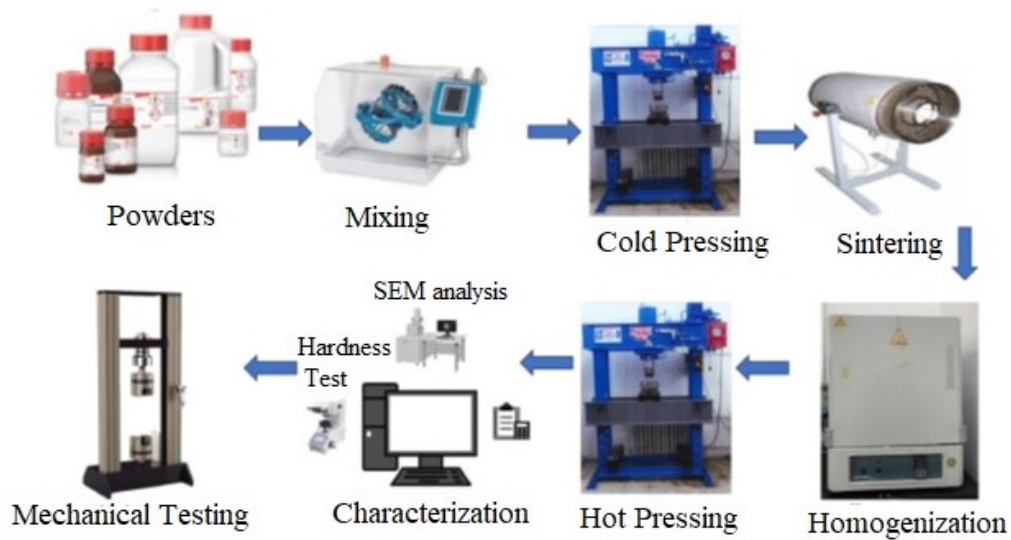 Powders
Mixing
Cold Pressing
Sintering
SEM analysis
Hardness
Test
Mechanical Testing
Characterization
Hot Pressing
Homogenization